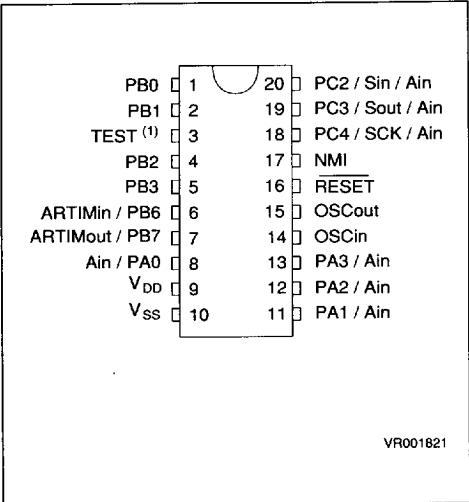 PB0 1 20 PC2 / Sin / Ain
PB1 2 19 PC3 / Sout / Ain
TEST (1) 3 18 PC4 / SCK / Ain
PB2 4 17 NMI
PB3 5 16 RESET
ARTIMin / PB6 6 15 OSCout
ARTIMout / PB7 7 14 OSCin
Ain / PA0 8 13 PA3 / Ain
VDD 9 12 PA2 / Ain
VSS 10 11 PA1 / Ain
VR001821